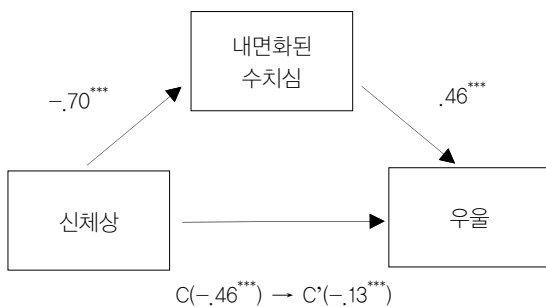 내면화된
수치심
-.70***
.46***
신체상
우울
C(-.46***) → C’(-.13***)